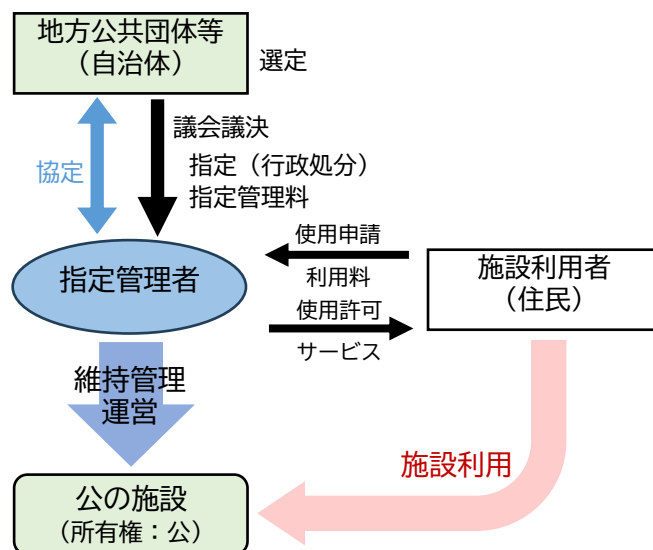 地方公共団体等
（自治体）
選定
議会議決
指定（行政処分）
指定管理料
協定
使用申請
利用料
使用許可
サービス
指定管理者
施設利用者
（住民）
維持管理
運営
施設利用
公の施設
（所有権：公）